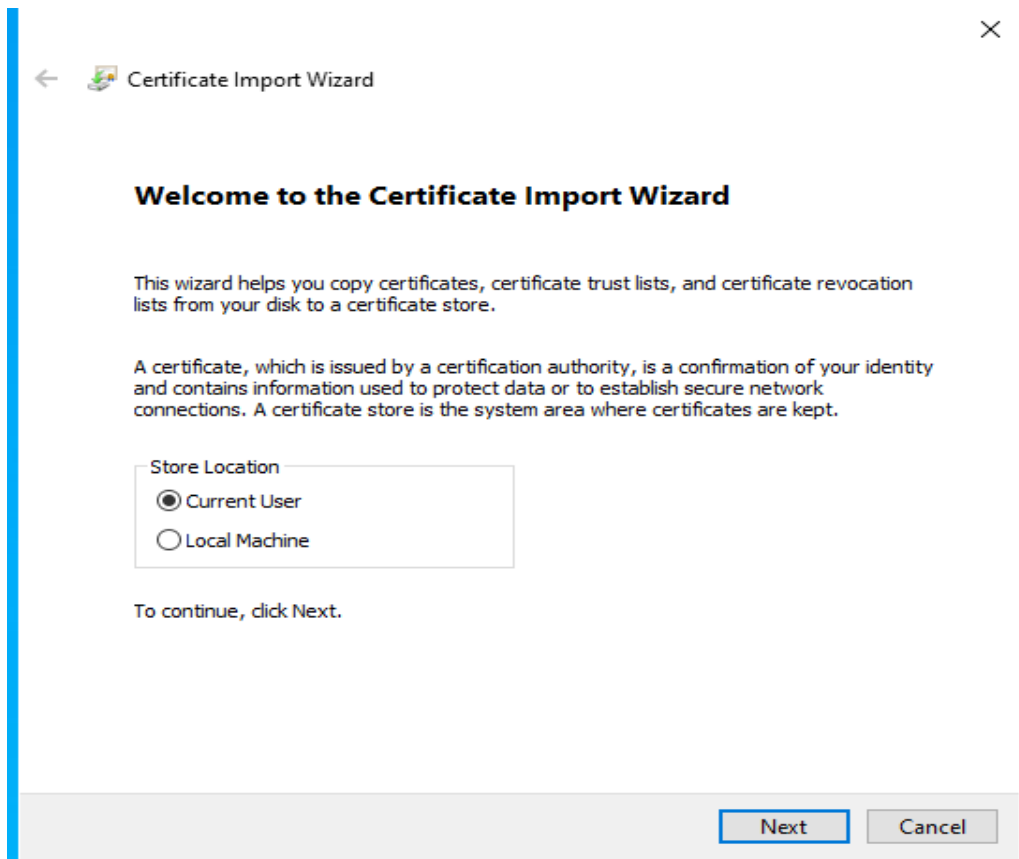 Certificate Import Wizard
Welcome to the Certificate Import Wizard
This wizard helps you copy certificates, certificate trust lists, and certificate revocation
lists from your disk to a certificate store.
A certificate, which is issued by a certification authority, is a confirmation of your identity
and contains information used to protect data or to establish secure network
connections. A certificate store is the system area where certificates are kept.
Store Location
Current User
Local Machine
To continue, click Next.
Next Cancel